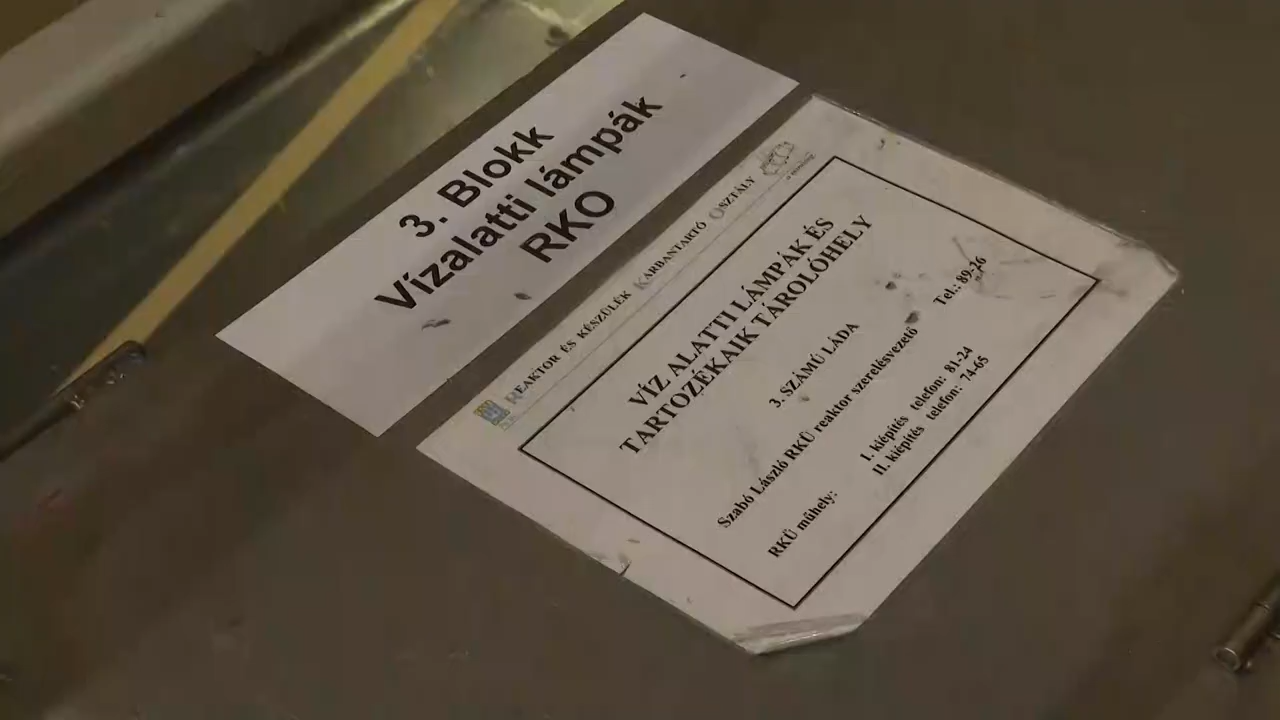 3. Blokk
Vízalatti lámpák
RKO
REAKTOR ÉS KÉSZÜLÉK KARBANTARTÓ OSZTÁLY
VÍZ ALATTI LÁMPÁK ÉS
TARTOZÉKAIK TÁROLÓHELY
3. SZÁMÚ LÁDA
Szabó László RKÜ reaktor szerelésvezető Tel.: 89-26
RKÜ műhely: I. kiépítés telefon: 81-24
II. kiépítés telefon: 74-65